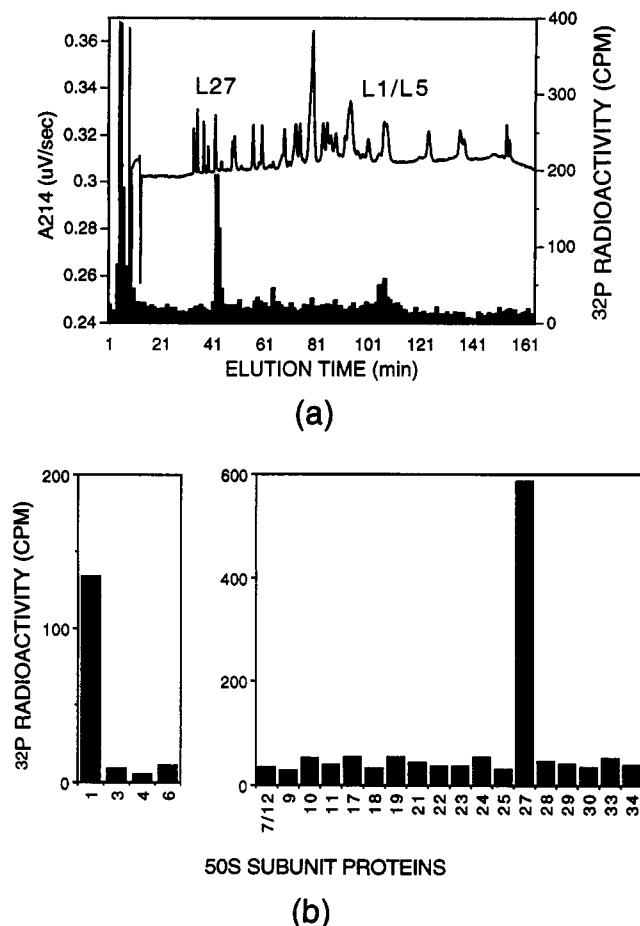 0.36
0.34
0.32
0.3
0.28
0.26
0.24
A214 (uV/sec)
L27
L1/L5
400
300
200
100
0
32P RADIOACTIVITY (CPM)
1 21 41 61 81 101 121 141 161
ELUTION TIME (min)
(a)
32P RADIOACTIVITY (CPM)
200
100
0
1 3 4 6
600
400
200
0
7/12 9 10 11 17 18 19 21 22 23 24 25 27 28 29 30 33 34
50S SUBUNIT PROTEINS
(b)